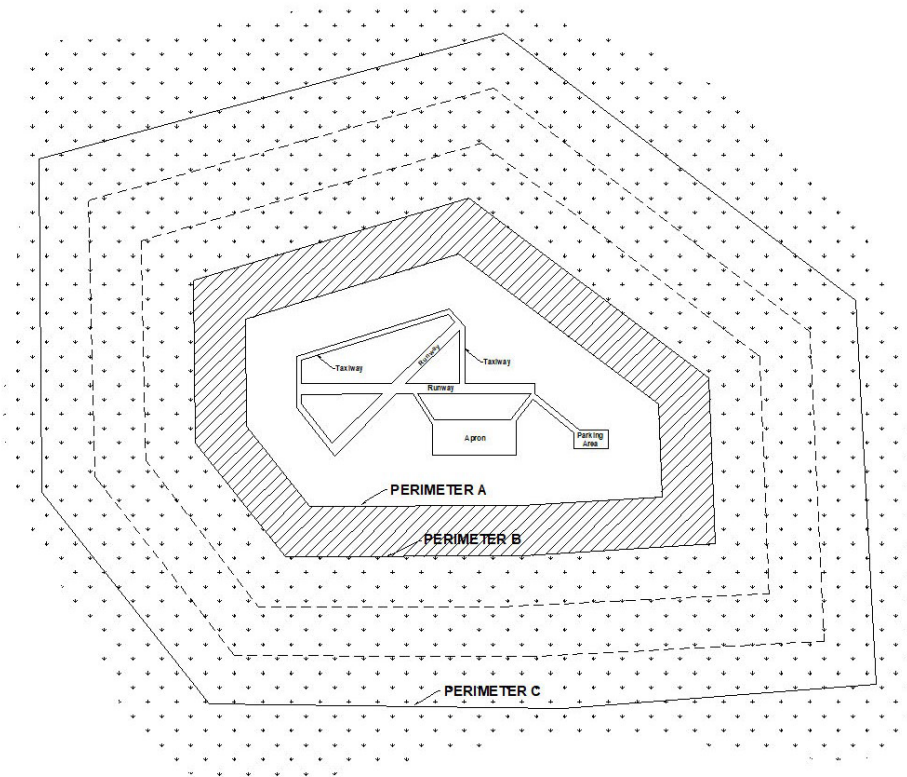 Runway
Taxiway
Taxiway
Runway
Apron
Parking
Area
PERIMETER A
PERIMETER B
PERIMETER C